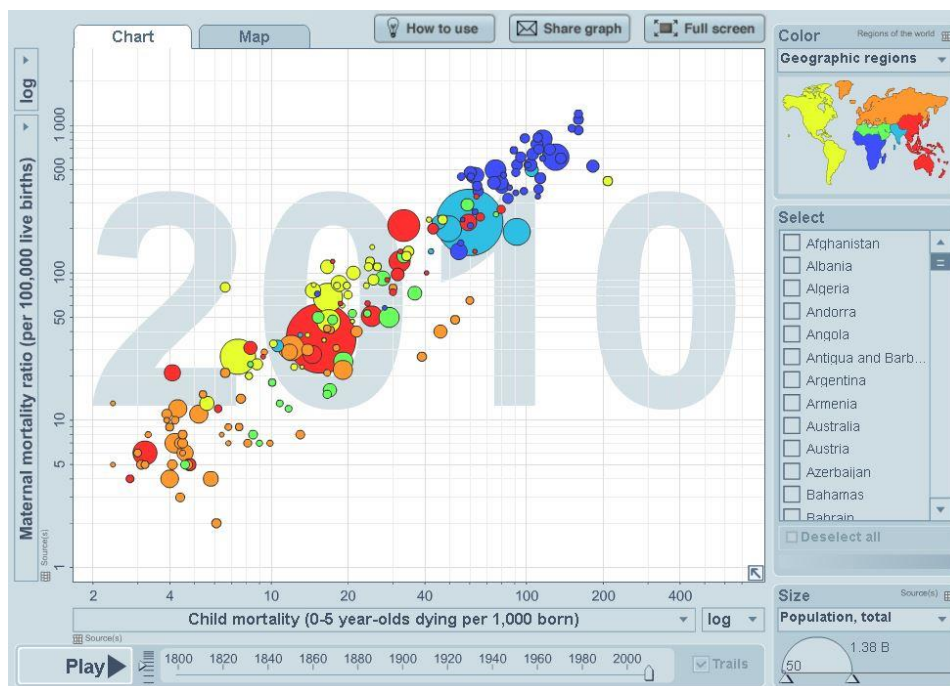 Chart
Map
How to use
Share graph
Full screen
Color
Regions of the world
Geographic regions
log
Maternal mortality ratio (per 100,000 live births)
Source(s)
1 000
500
100
50
10
5
1
2010
2 4 10 20 40 100 200 400
Child mortality (0-5 year-olds dying per 1,000 born)
log
Source(s)
Play
1800 1820 1840 1860 1880 1900 1920 1940 1960 1980 2000
Trails
Select
Afghanistan
Albania
Algeria
Andorra
Angola
Antigua and Barb...
Argentina
Armenia
Australia
Austria
Azerbaijan
Bahamas
Bahrain
Deselect all
Size
Source(s)
Population, total
1.38 B
50